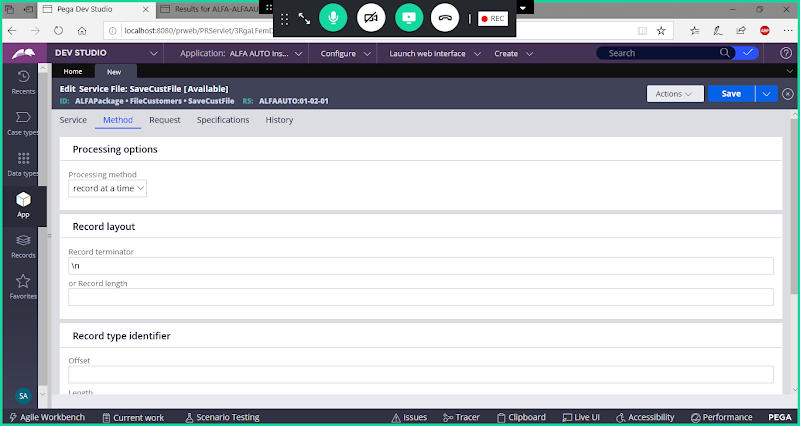 Pega Dev Studio
Results for ALFA-ALFAAU
REC
localhost:8080/prweb/PRServlet/3RgaLFemD
DEV STUDIO
Application: ALFA AUTO Ins...
Configure
Launch web interface
Create
Search
Home
New
Recents
Case types
Data types
App
Records
Favorites
SA
Edit Service File: SaveCustFile [Available]
ID: ALFAPackage • FileCustomers • SaveCustFile RS: ALFAAUTO:01-02-01
Actions
Save
Service
Method
Request
Specifications
History
Processing options
Processing method
record at a time
Record layout
Record terminator
\n
or Record length
Record type identifier
Offset
Length
Agile Workbench
Current work
Scenario Testing
Issues
Tracer
Clipboard
Live UI
Accessibility
Performance
PEGA